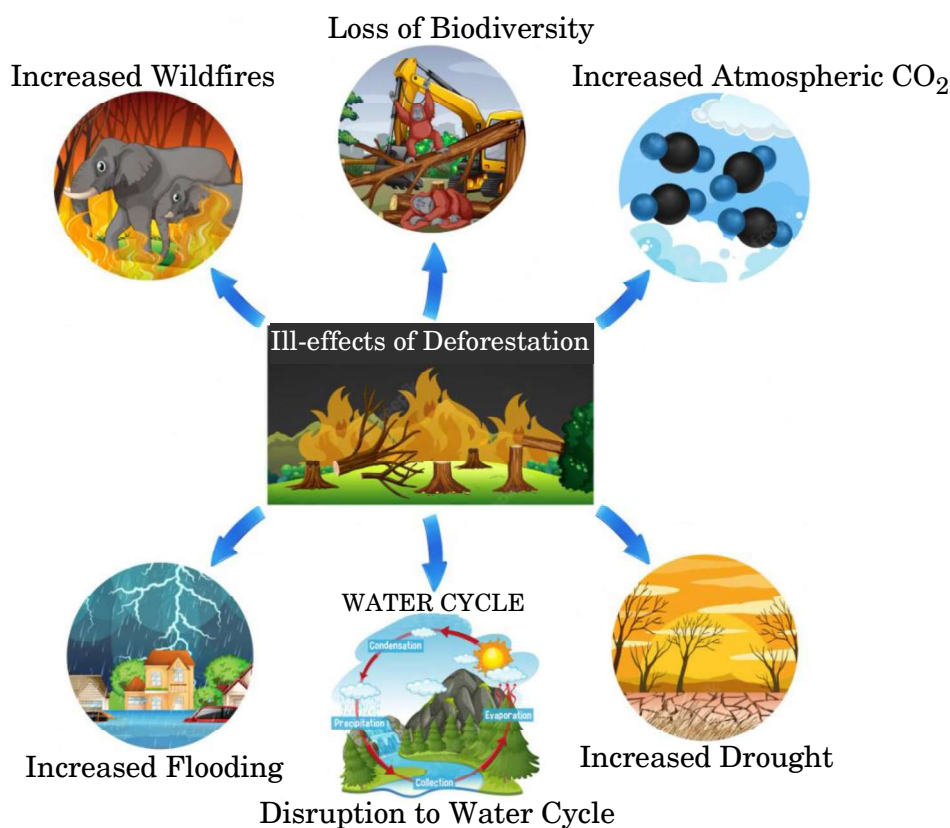 Loss of Biodiversity
Increased Wildfires
Increased Atmospheric CO₂
Ill-effects of Deforestation
WATER CYCLE
Condensation
Precipitation
Evaporation
Collection
Increased Flooding
Increased Drought
Disruption to Water Cycle